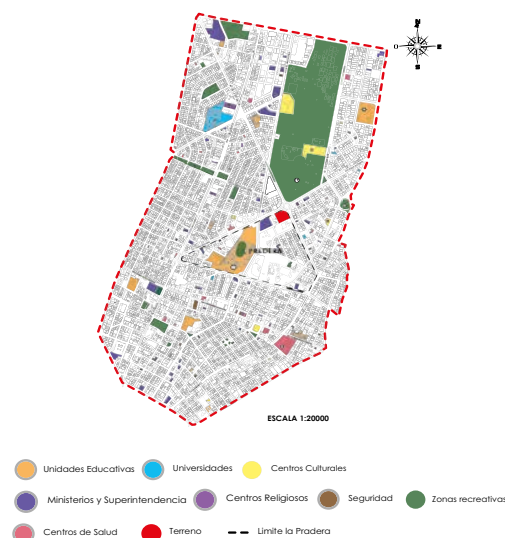 N
O E
S
PRADERA
ESCALA 1:20000
Unidades Educativas Universidades Centros Culturales
Ministerios y Superintendencia Centros Religiosos Seguridad Zonas recreativas
Centros de Salud Terreno Limite la Pradera